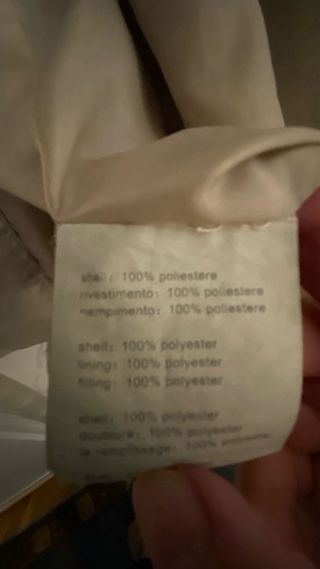 shell: 100% poliestere
rivestimento: 100% poliestere
riempimento: 100% poliestere
shell: 100% polyester
lining: 100% polyester
filling: 100% polyester
shell: 100% polyester
doublure: 100% polyester
le remplissage: 100% polyester